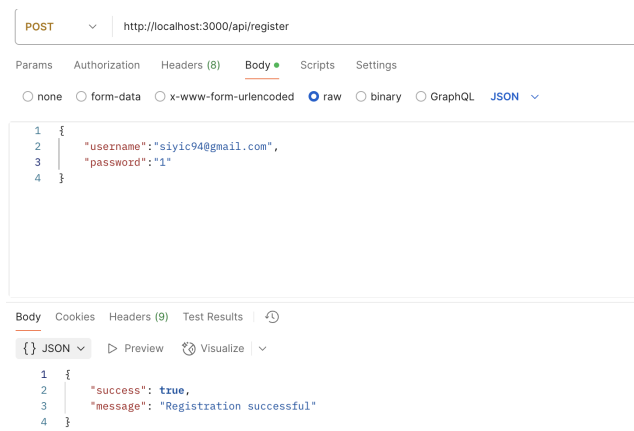 POST http://localhost:3000/api/register
Params Authorization Headers (8) Body Scripts Settings
none form-data x-www-form-urlencoded raw binary GraphQL JSON
1 {
2 "username":"siyic94@gmail.com",
3 "password":"1"
4 }
Body Cookies Headers (9) Test Results
{} JSON Preview Visualize
1 {
2 "success": true,
3 "message": "Registration successful"
4 }